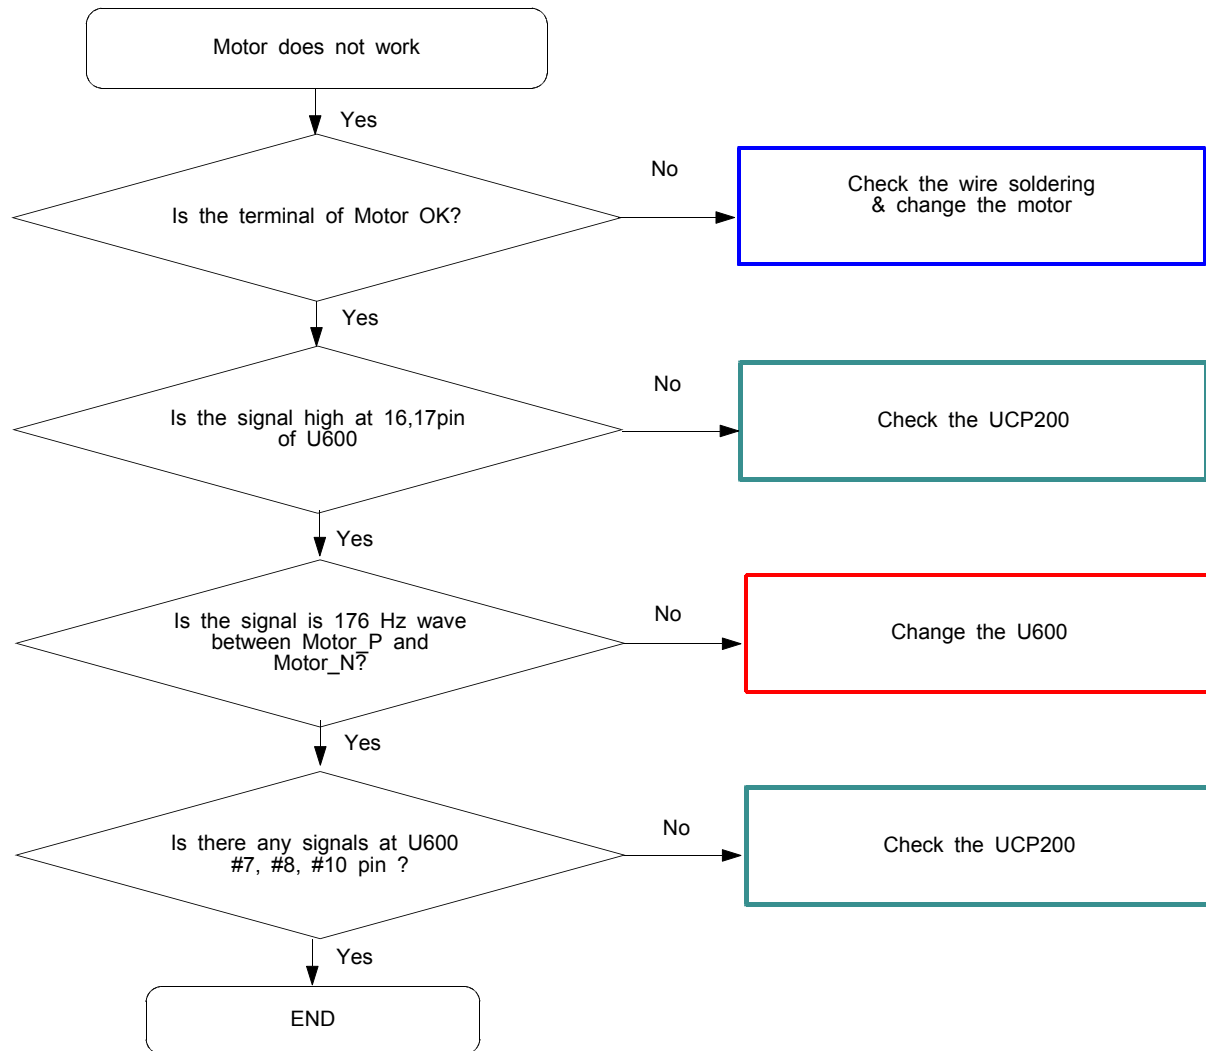 Motor does not work
Yes
Is the terminal of Motor OK?
No
Check the wire soldering
& change the motor
Yes
Is the signal high at 16,17pin
of U600
No
Check the UCP200
Yes
Is the signal is 176 Hz wave
between Motor_P and
Motor_N?
No
Change the U600
Yes
Is there any signals at U600
#7, #8, #10 pin ?
No
Check the UCP200
Yes
END